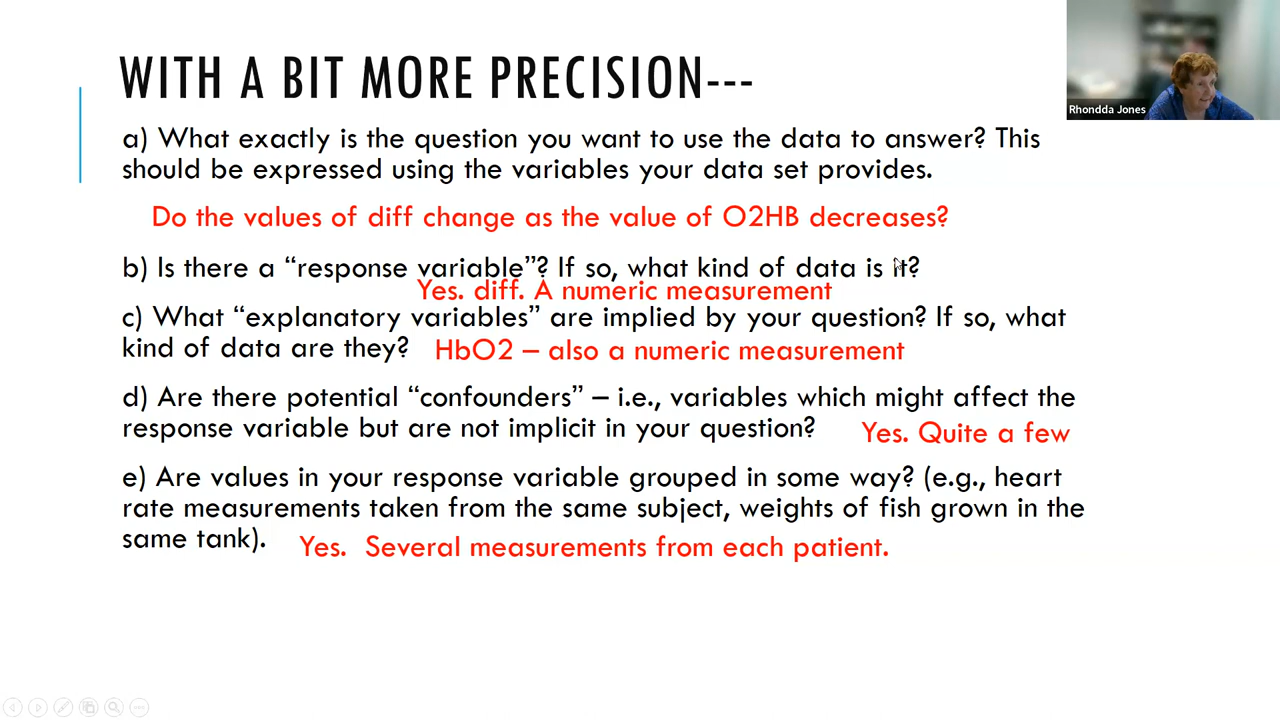 WITH A BIT MORE PRECISION---
Rhondda Jones
a) What exactly is the question you want to use the data to answer? This
should be expressed using the variables your data set provides.
Do the values of diff change as the value of O2HB decreases?
b) Is there a “response variable”? If so, what kind of data is it?
Yes. diff. A numeric measurement
c) What “explanatory variables” are implied by your question? If so, what
kind of data are they? HbO2 – also a numeric measurement
d) Are there potential “confounders” – i.e., variables which might affect the
response variable but are not implicit in your question? Yes. Quite a few
e) Are values in your response variable grouped in some way? (e.g., heart
rate measurements taken from the same subject, weights of fish grown in the
same tank). Yes. Several measurements from each patient.